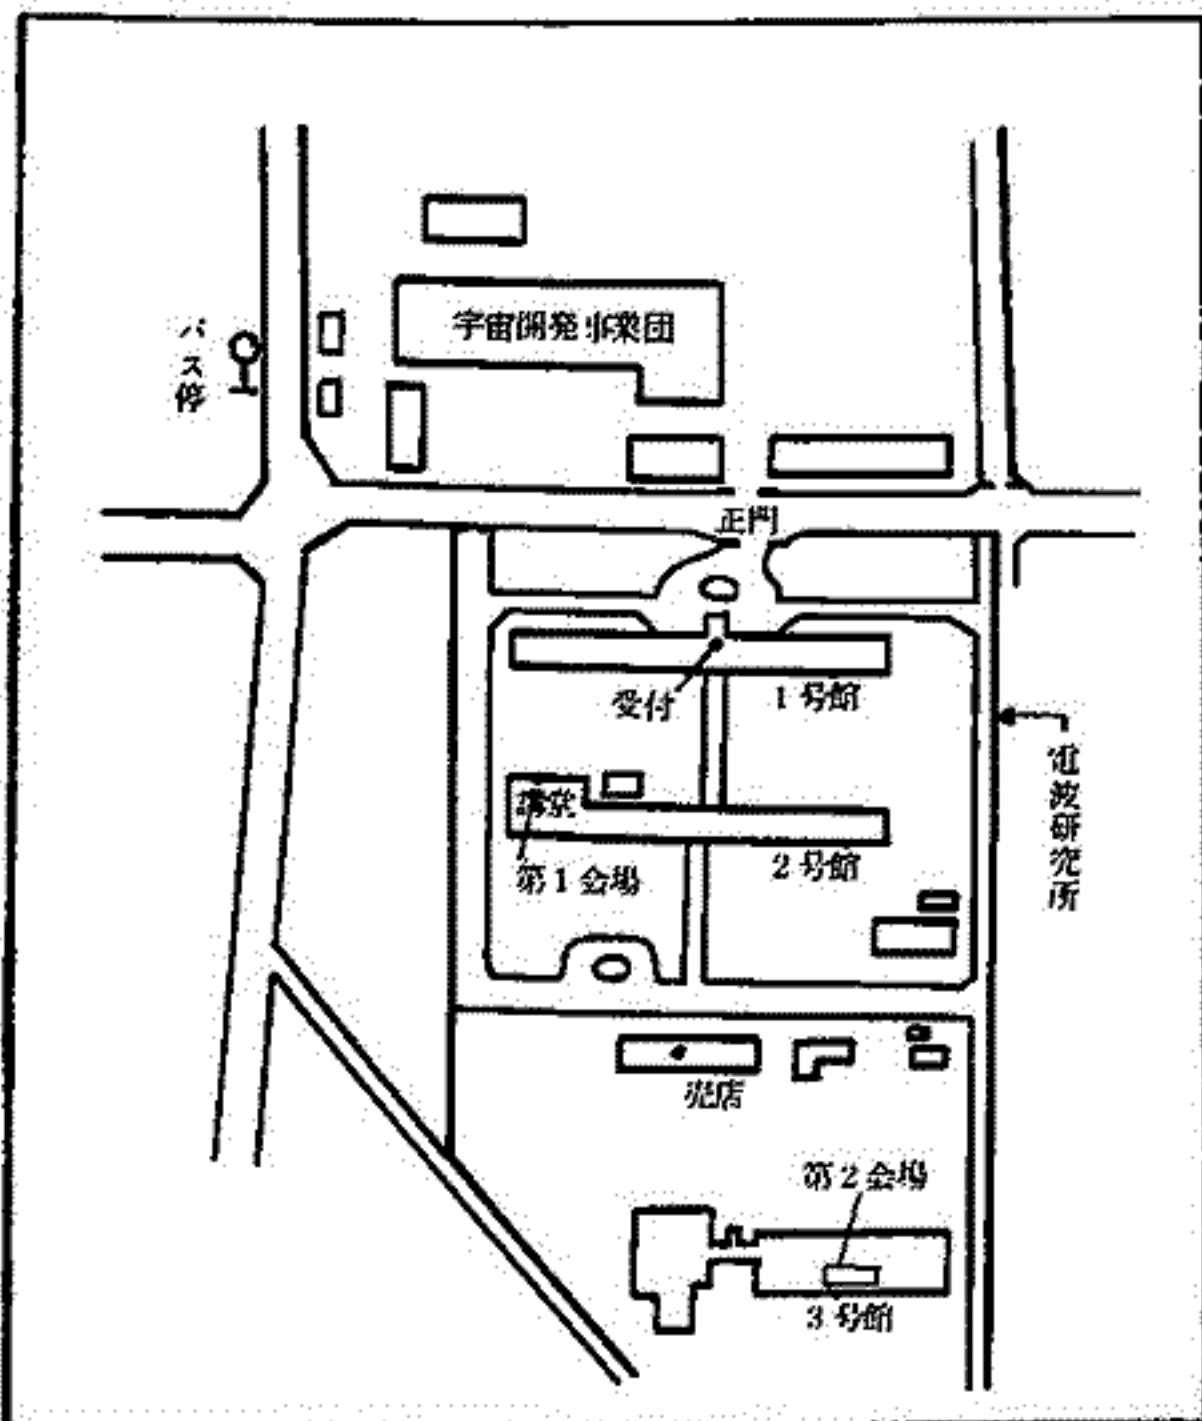 宇宙開発事業団
バス停
正門
受付
1号館
電波研究所
講堂
2号館
第1会場
売店
第2会場
3号館